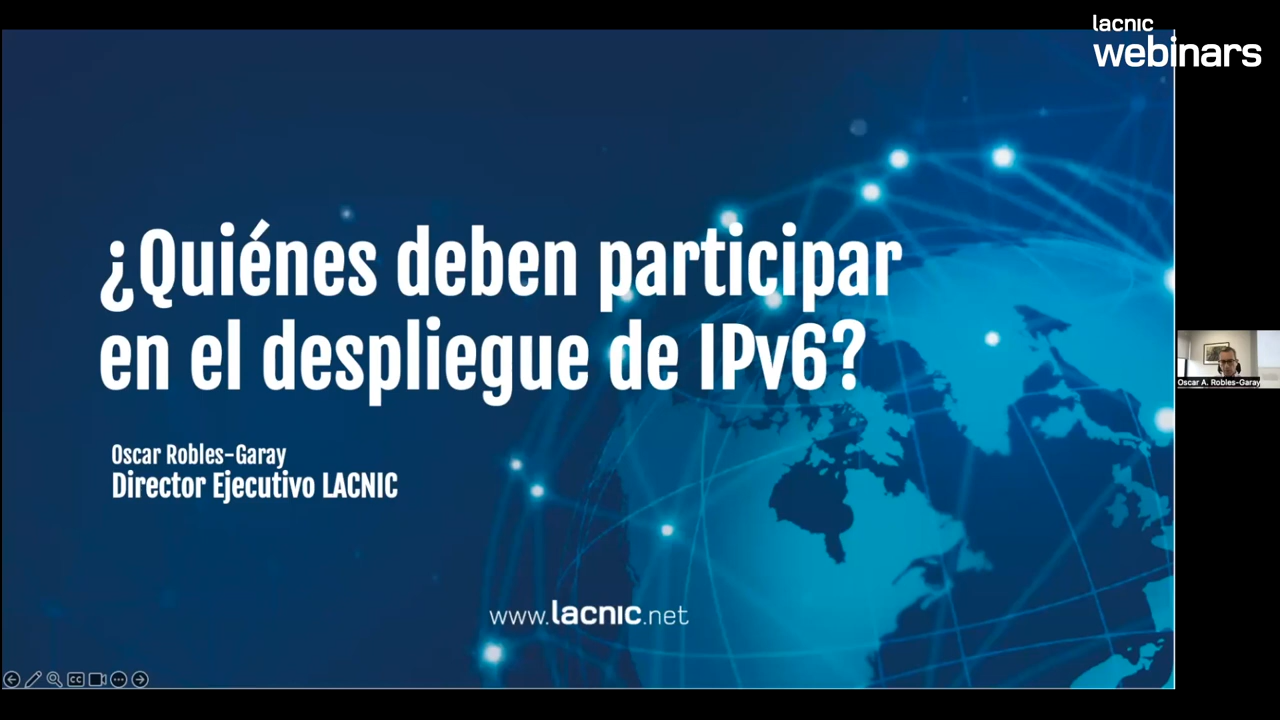 lacnic
webinars
¿Quiénes deben participar
en el despliegue de IPv6?
Oscar Robles-Garay
Director Ejecutivo LACNIC
Oscar A. Robles-Garay
www.lacnic.net
CC